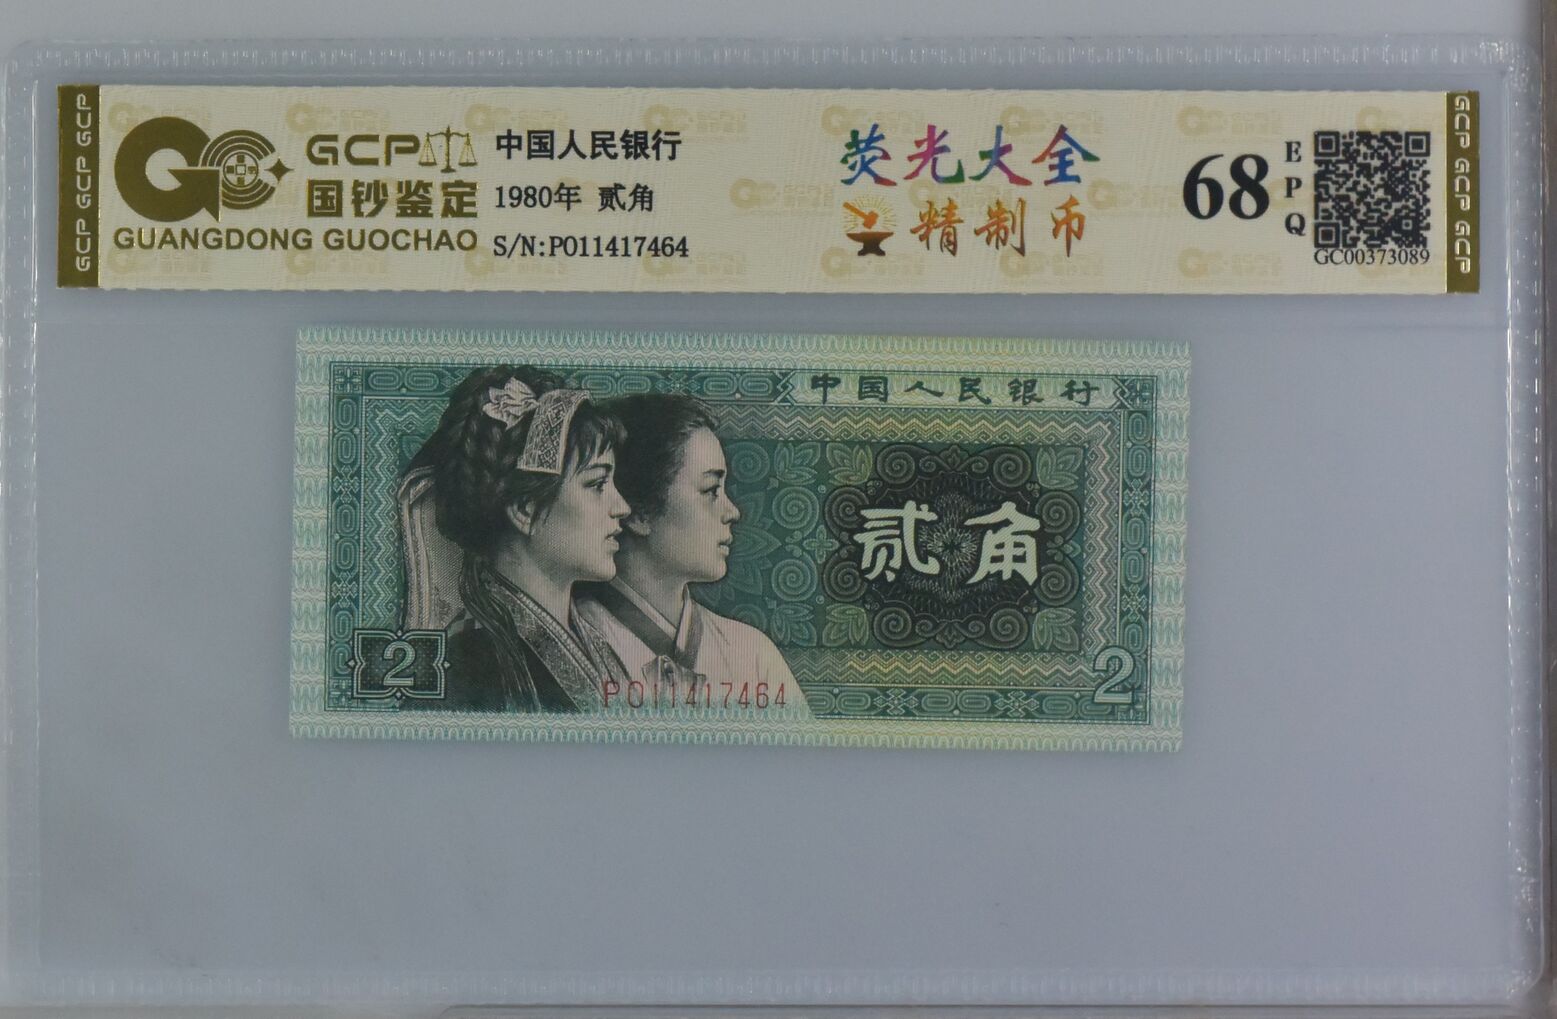 GCP GCP GCP
GCP
国钞鉴定
GUANGDONG GUOCHAO
中国人民银行
1980年 贰角
S/N:PO11417464
荧光大全
精制币
68
EPQ
GC00373089
GCP GCP GCP
中国人民银行
贰角
2
2
PO11417464